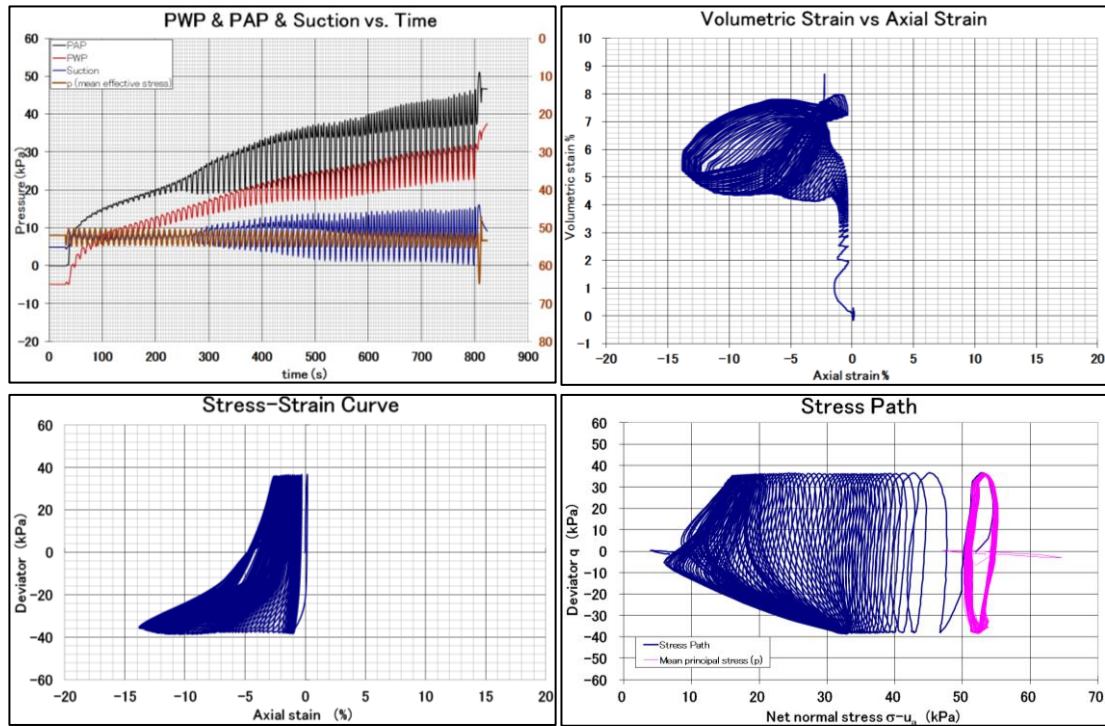 PWP & PAP & Suction vs. Time
60
50
40
30
20
10
0
-10
-20
0
10
20
30
40
50
60
70
80
PAP
PWP
Suction
p (mean effective stress)
Pressure (kPa)
0 100 200 300 400 500 600 700 800 900
time (s)
Volumetric Strain vs Axial Strain
10
9
8
7
6
5
4
3
2
1
0
-1
Volumetric stain %
-20 -15 -10 -5 0 5 10 15 20
Axial strain %
Stress-Strain Curve
60
40
20
0
-20
-40
-60
Deviator (kPa)
-20 -15 -10 -5 0 5 10 15 20
Axial stain (%)
Stress Path
60
50
40
30
20
10
0
-10
-20
-30
-40
-50
-60
Deviator q (kPa)
Stress Path
Mean principal stress (p)
0 10 20 30 40 50 60 70
Net normal stress σ-uₐ (kPa)